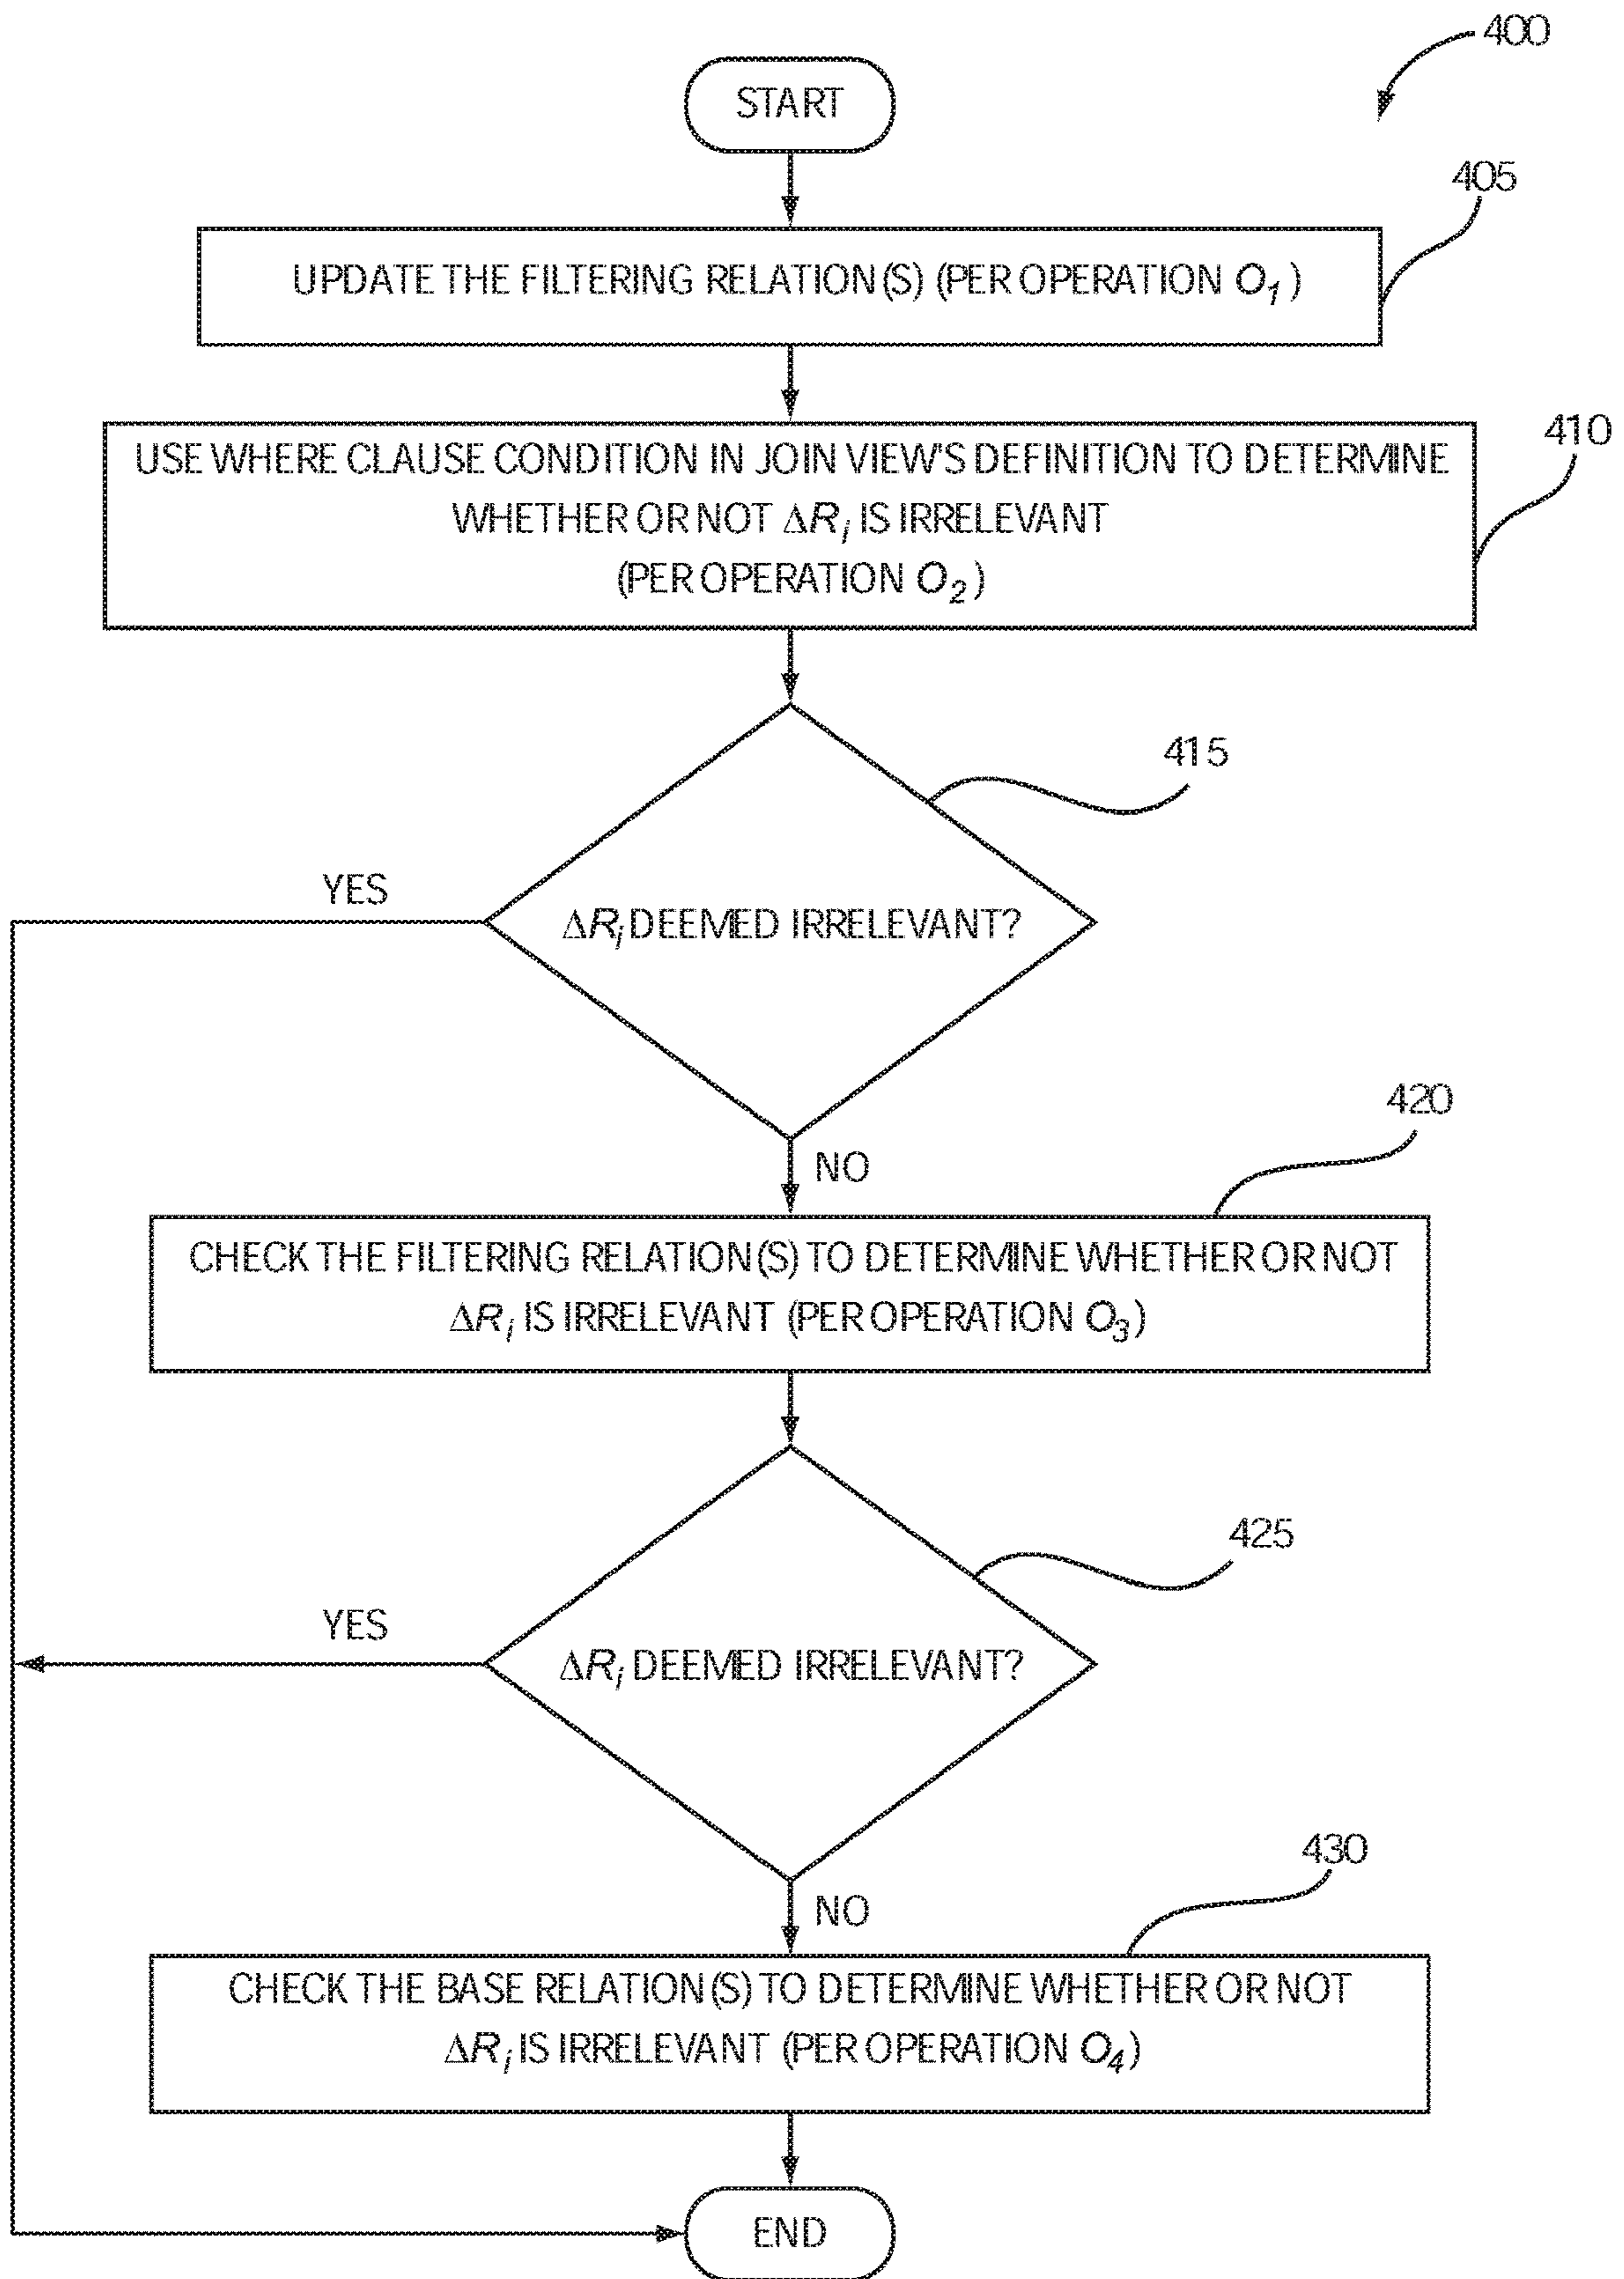 400
START
405
UPDATE THE FILTERING RELATION(S) (PER OPERATION O₁)
410
USE WHERE CLAUSE CONDITION IN JOIN VIEW'S DEFINITION TO DETERMINE
WHETHER OR NOT ΔRᵢ IS IRRELEVANT
(PER OPERATION O₂)
415
YES
ΔRᵢ DEEMED IRRELEVANT?
420
NO
CHECK THE FILTERING RELATION(S) TO DETERMINE WHETHER OR NOT
ΔRᵢ IS IRRELEVANT (PER OPERATION O₃)
425
YES
ΔRᵢ DEEMED IRRELEVANT?
430
NO
CHECK THE BASE RELATION(S) TO DETERMINE WHETHER OR NOT
ΔRᵢ IS IRRELEVANT (PER OPERATION O₄)
END